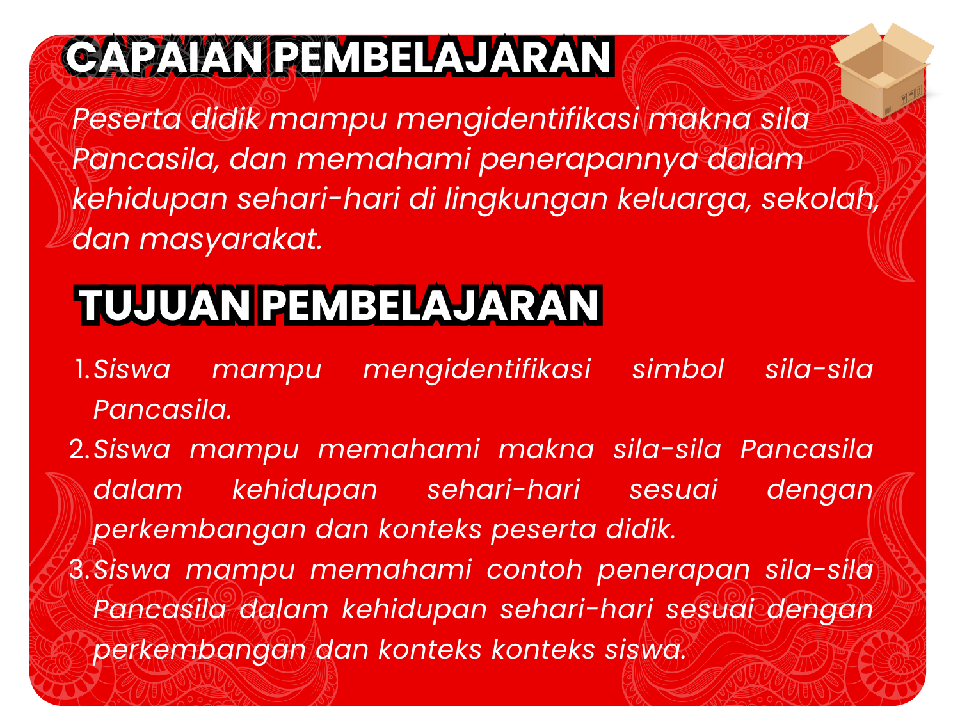 CAPAIAN PEMBELAJARAN
Peserta didik mampu mengidentifikasi makna sila
Pancasila, dan memahami penerapannya dalam
kehidupan sehari-hari di lingkungan keluarga, sekolah,
dan masyarakat.
TUJUAN PEMBELAJARAN
1. Siswa mampu mengidentifikasi simbol sila-sila
Pancasila.
2. Siswa mampu memahami makna sila-sila Pancasila
dalam kehidupan sehari-hari sesuai dengan
perkembangan dan konteks peserta didik.
3. Siswa mampu memahami contoh penerapan sila-sila
Pancasila dalam kehidupan sehari-hari sesuai dengan
perkembangan dan konteks konteks siswa.